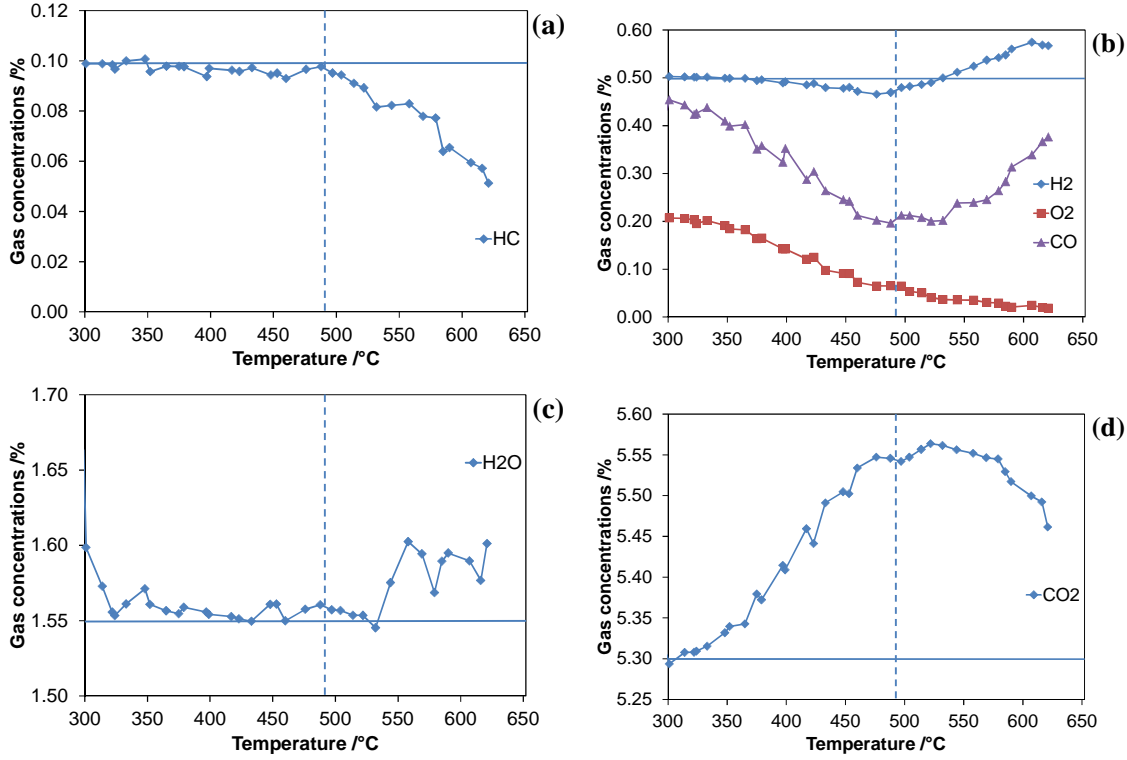 (a)
Gas concentrations /%
0.12
0.10
0.08
0.06
0.04
0.02
0.00
HC
300 350 400 450 500 550 600 650
Temperature /°C
(b)
Gas concentrations /%
0.60
0.50
0.40
0.30
0.20
0.10
0.00
H2
O2
CO
300 350 400 450 500 550 600 650
Temperature /°C
(c)
Gas concentrations /%
1.70
1.65
1.60
1.55
1.50
H2O
300 350 400 450 500 550 600 650
Temperature /°C
(d)
Gas concentrations /%
5.60
5.55
5.50
5.45
5.40
5.35
5.30
5.25
CO2
300 350 400 450 500 550 600 650
Temperature /°C